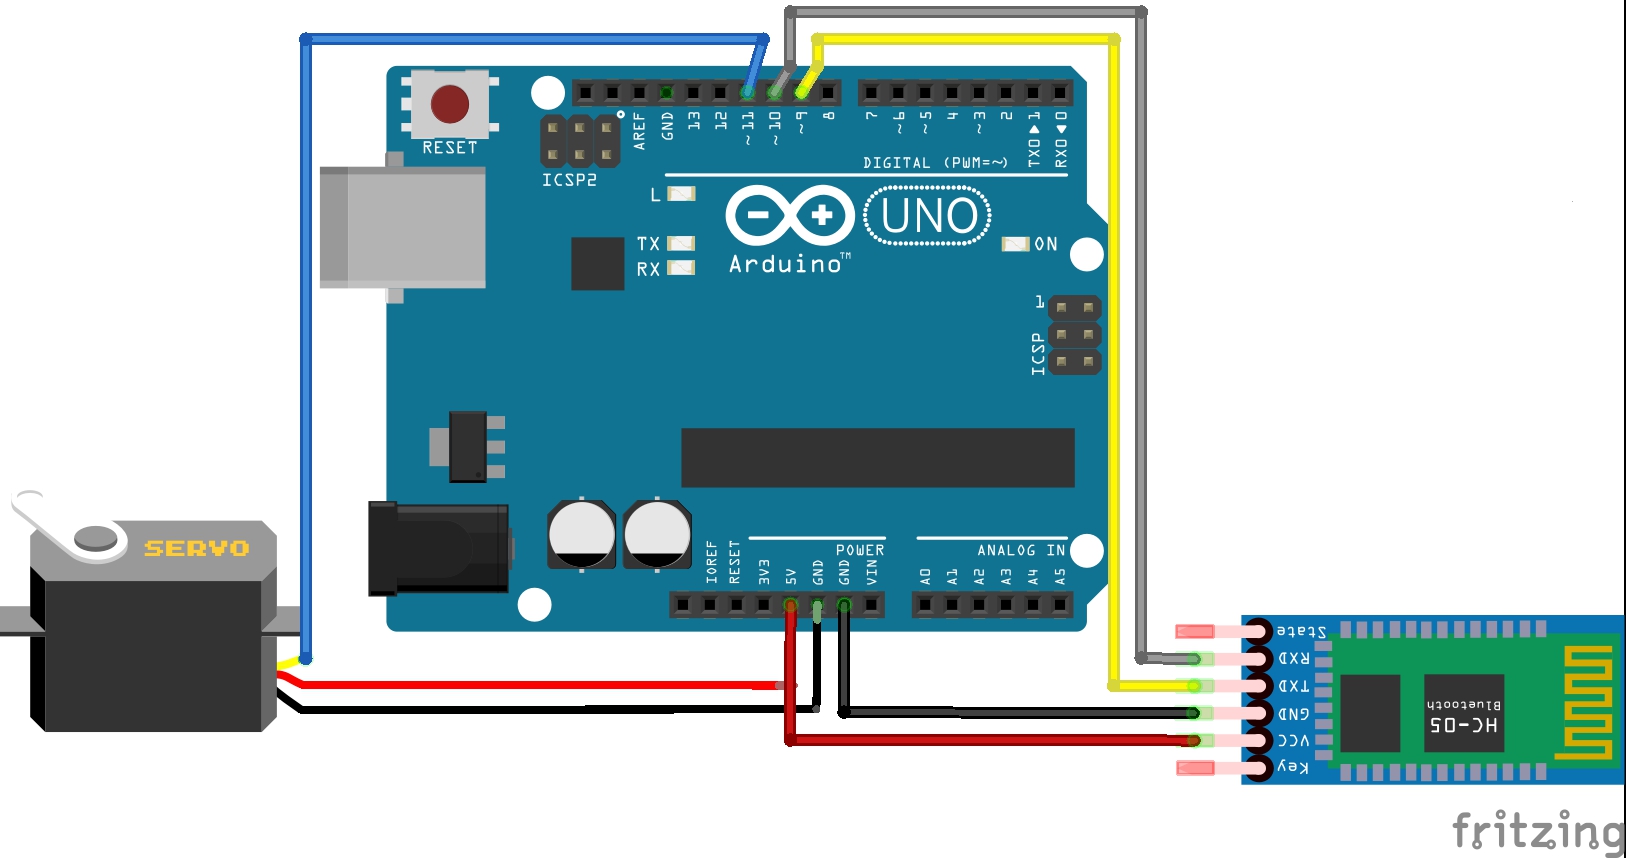 RESET
ICSP2
AREF
GND
13
12
~11
~10
~9
8
7
~6
~5
4
~3
2
TX0▶1
RX0◀0
DIGITAL (PWM=~)
L
TX
RX
UNO
ON
Arduino™
1
ICSP
SERVO
IOREF
RESET
3V3
5V
GND
GND
VIN
POWER
ANALOG IN
A0
A1
A2
A3
A4
A5
State
RXD
TXD
GND
VCC
Key
HC-05
Bluetooth
fritzing